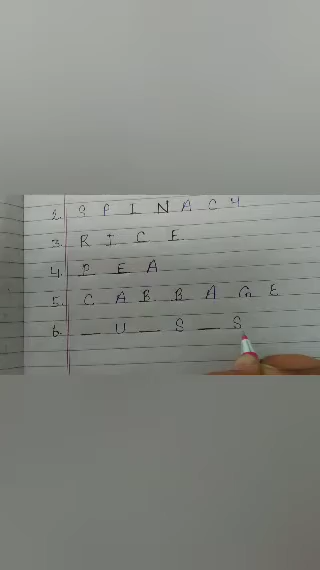 2. S P I N A C H
3. R I C E
4. P E A
5. C A B B A G E
6. _ U _ S _ S